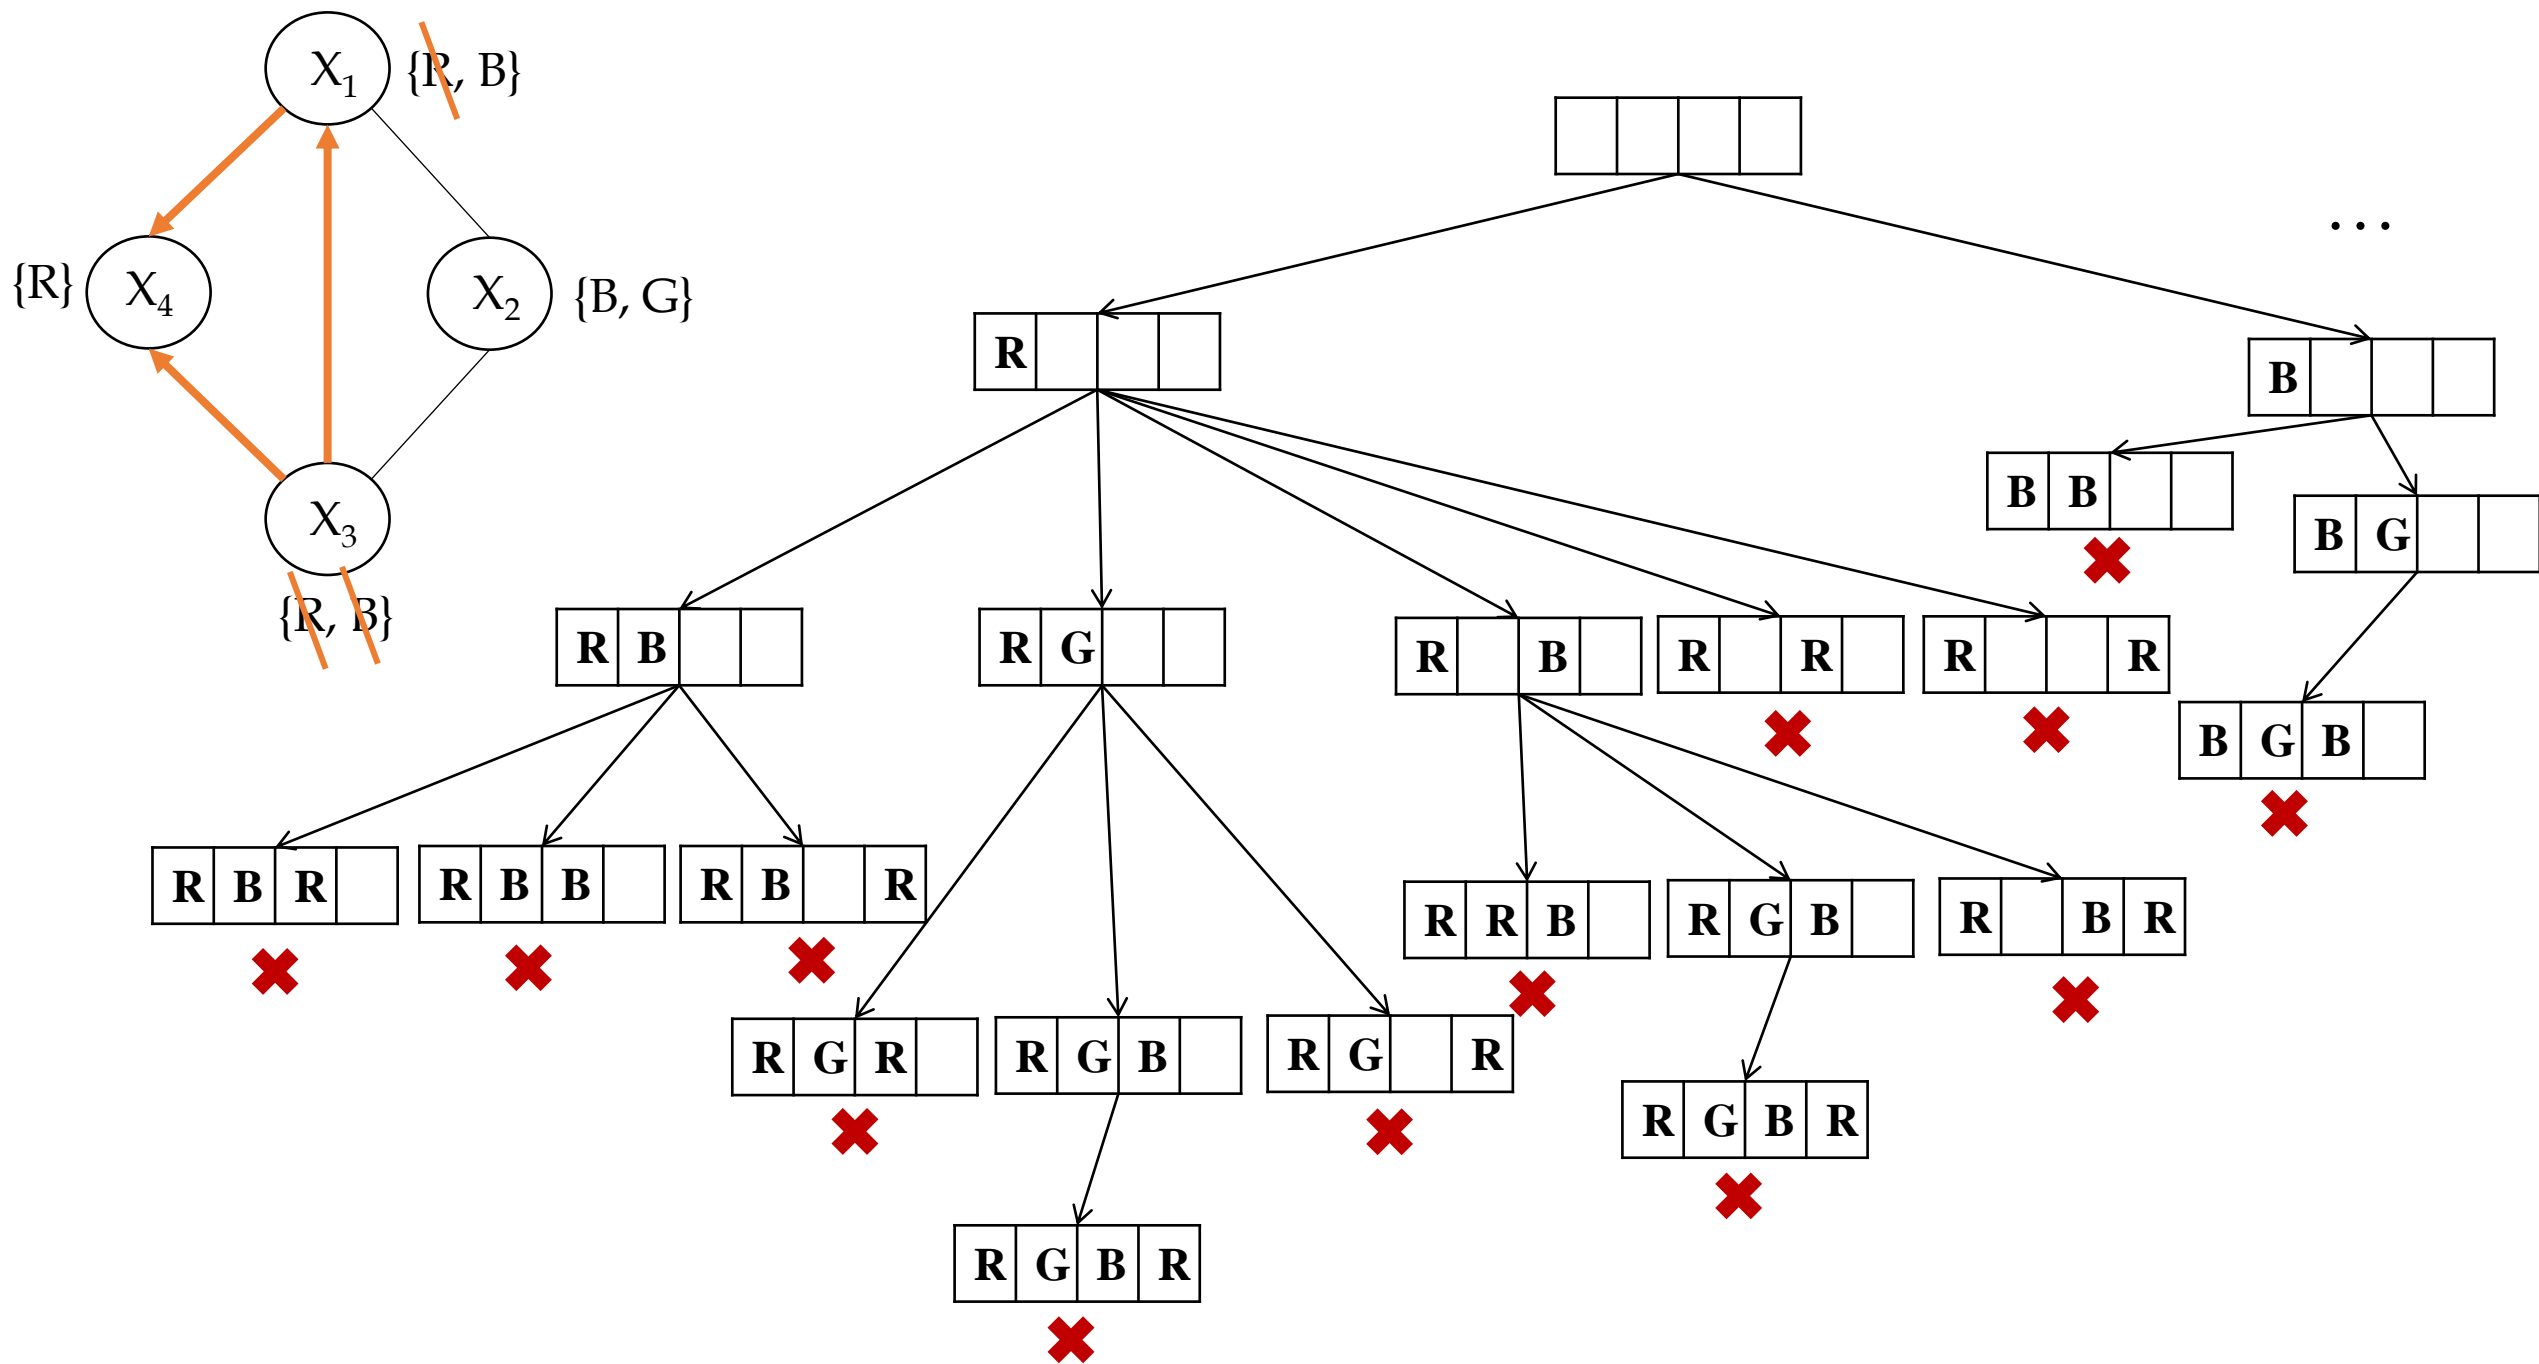 X₁ {R, B}
...
{R} X₄ X₂ {B, G}
R
B
B B
B G
X₃
{R, B}
R B
R G
R B
R R
R R
B G B
R B R
R B B
R B R
R R B
R G B
R B R
R G R
R G B
R G R
R G B R
R G B R